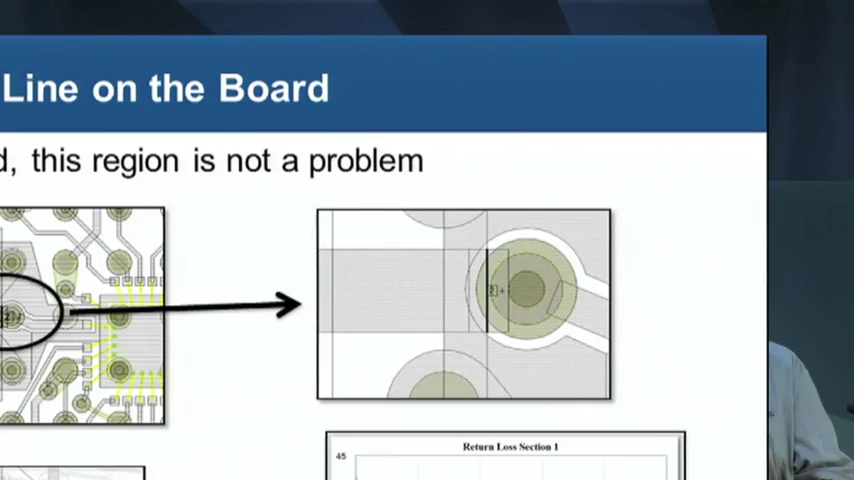 Line on the Board
d, this region is not a problem
Return Loss Section 1
45